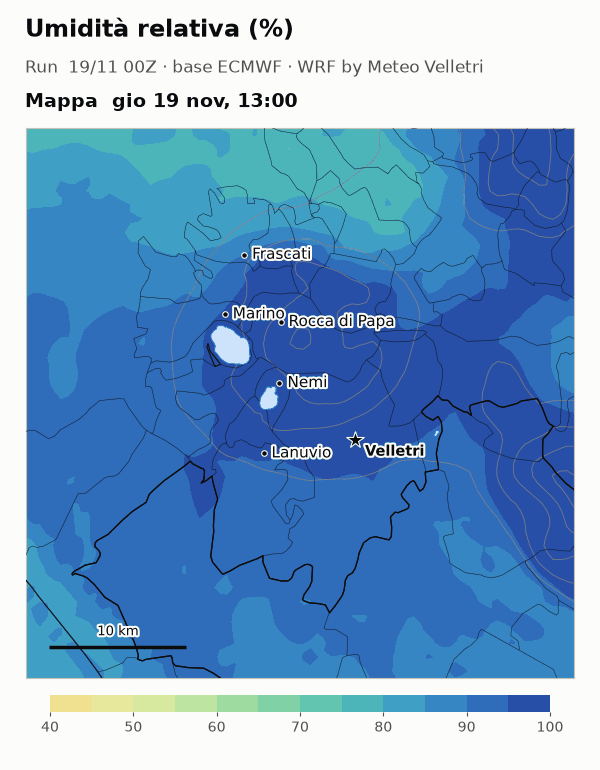 Umidità relativa (%)
Run 19/11 00Z · base ECMWF · WRF by Meteo Velletri
Mappa gio 19 nov, 13:00
Frascati
Marino
Rocca di Papa
Nemi
Velletri
Lanuvio
10 km
40 50 60 70 80 90 100